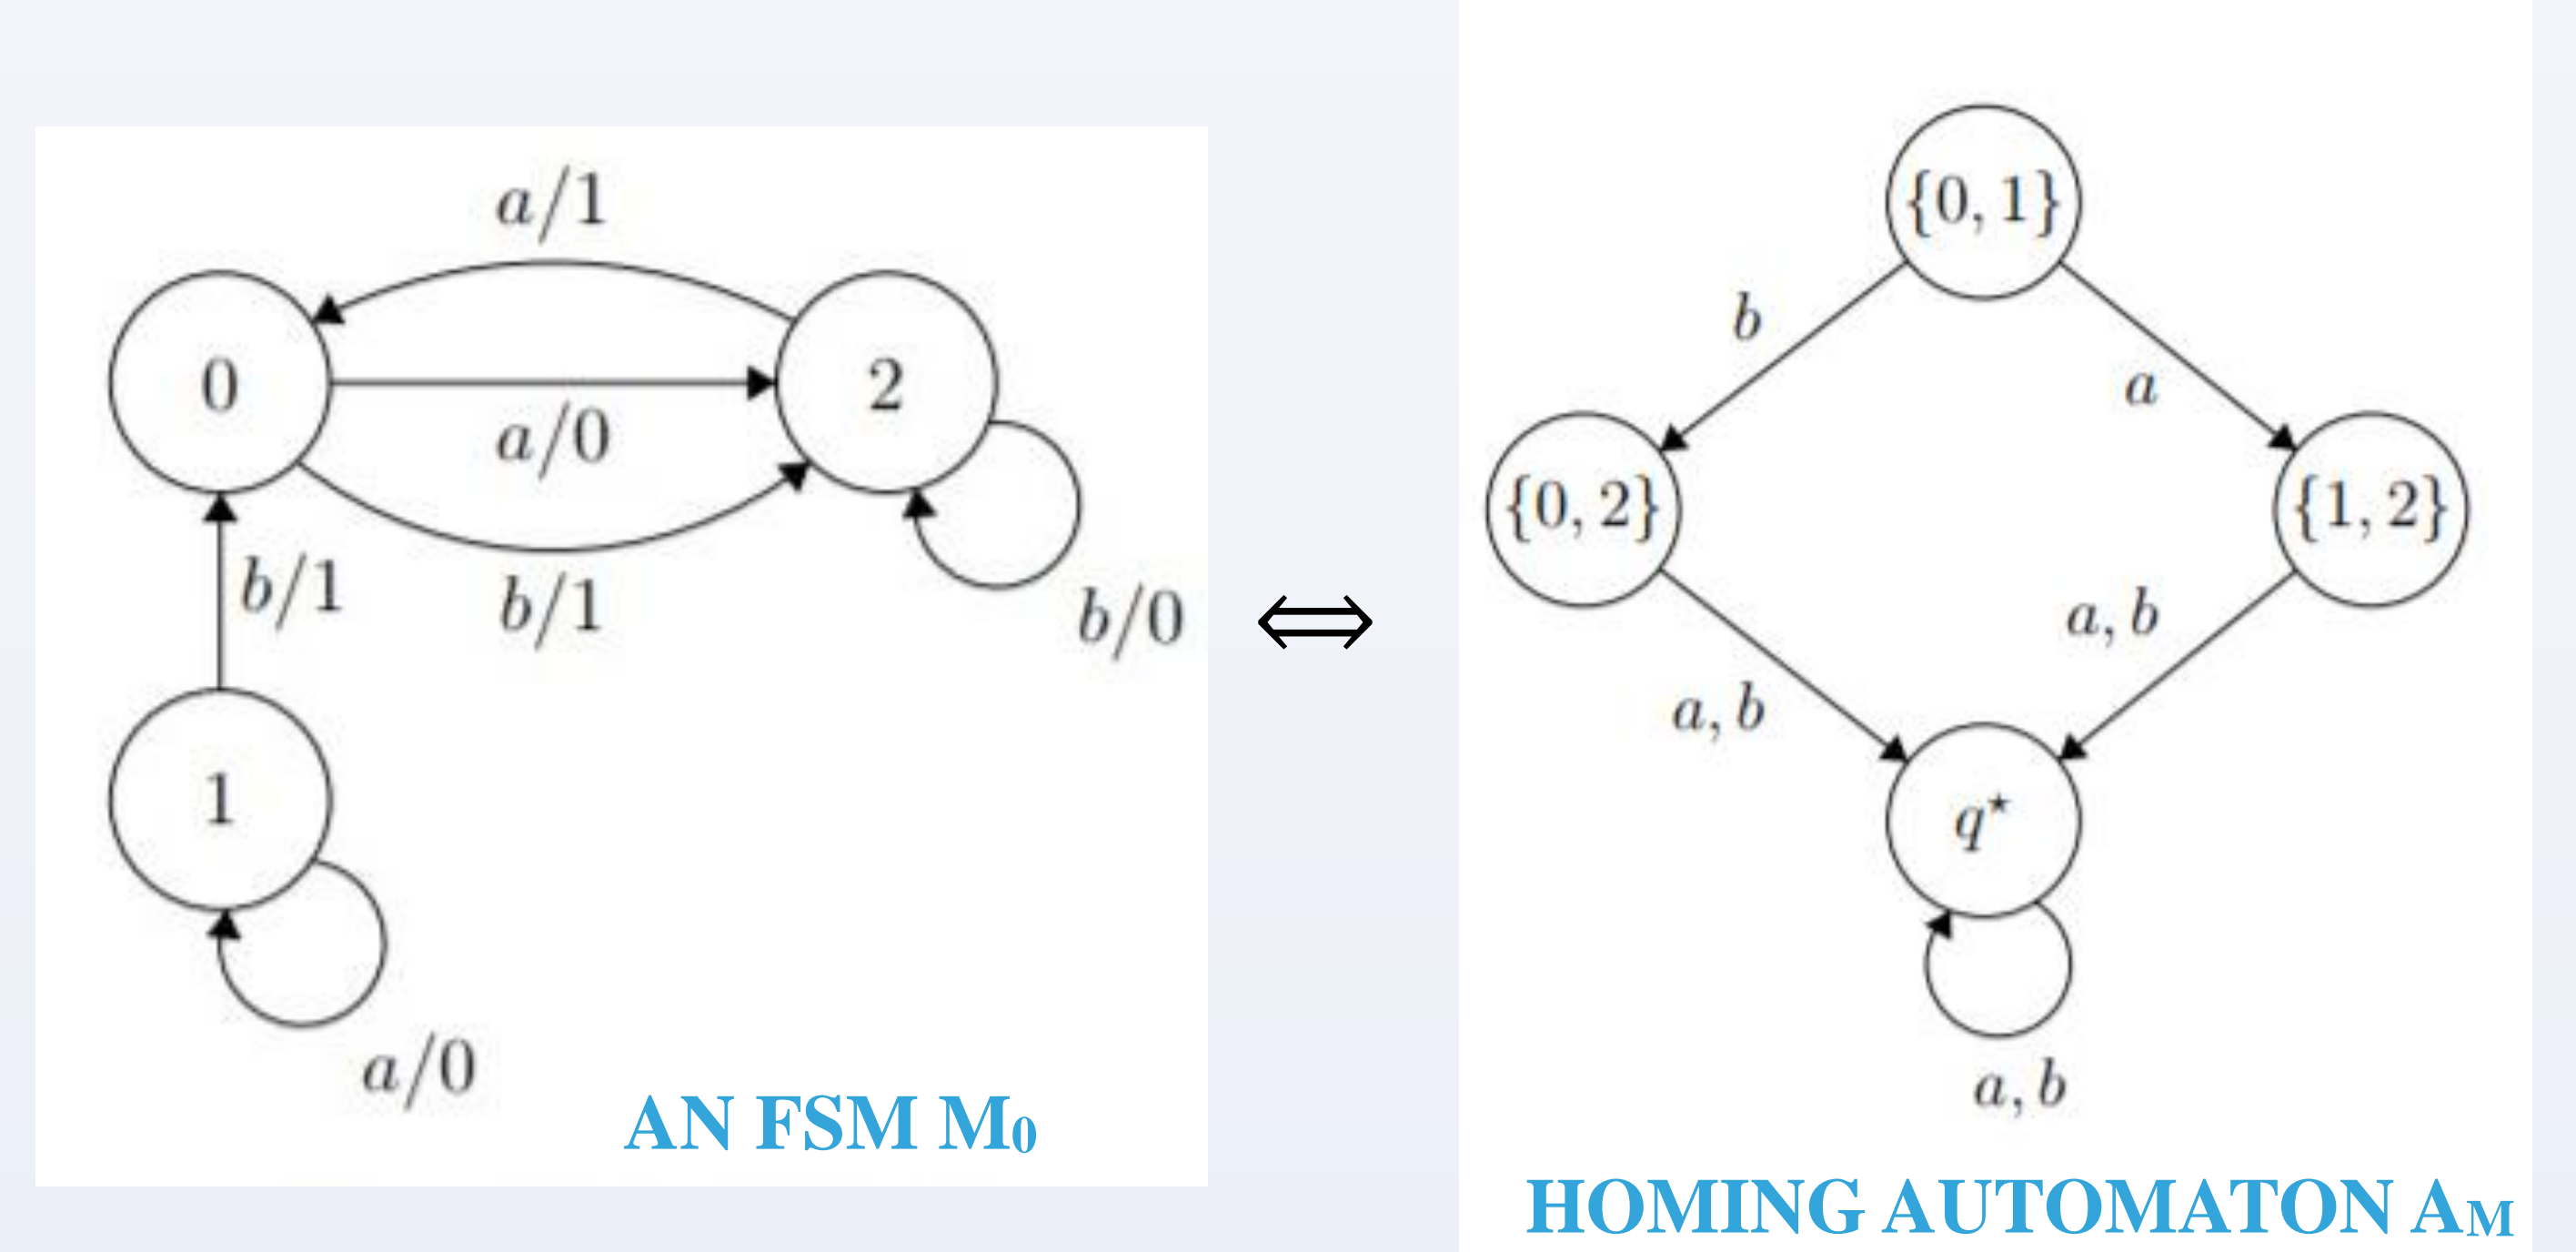 a/1
0
2
a/0
b/1
b/1
b/0
1
a/0
AN FSM M₀
⇔
{0, 1}
b
a
{0, 2}
{1, 2}
a, b
a, b
q⋆
a, b
HOMING AUTOMATON A_M